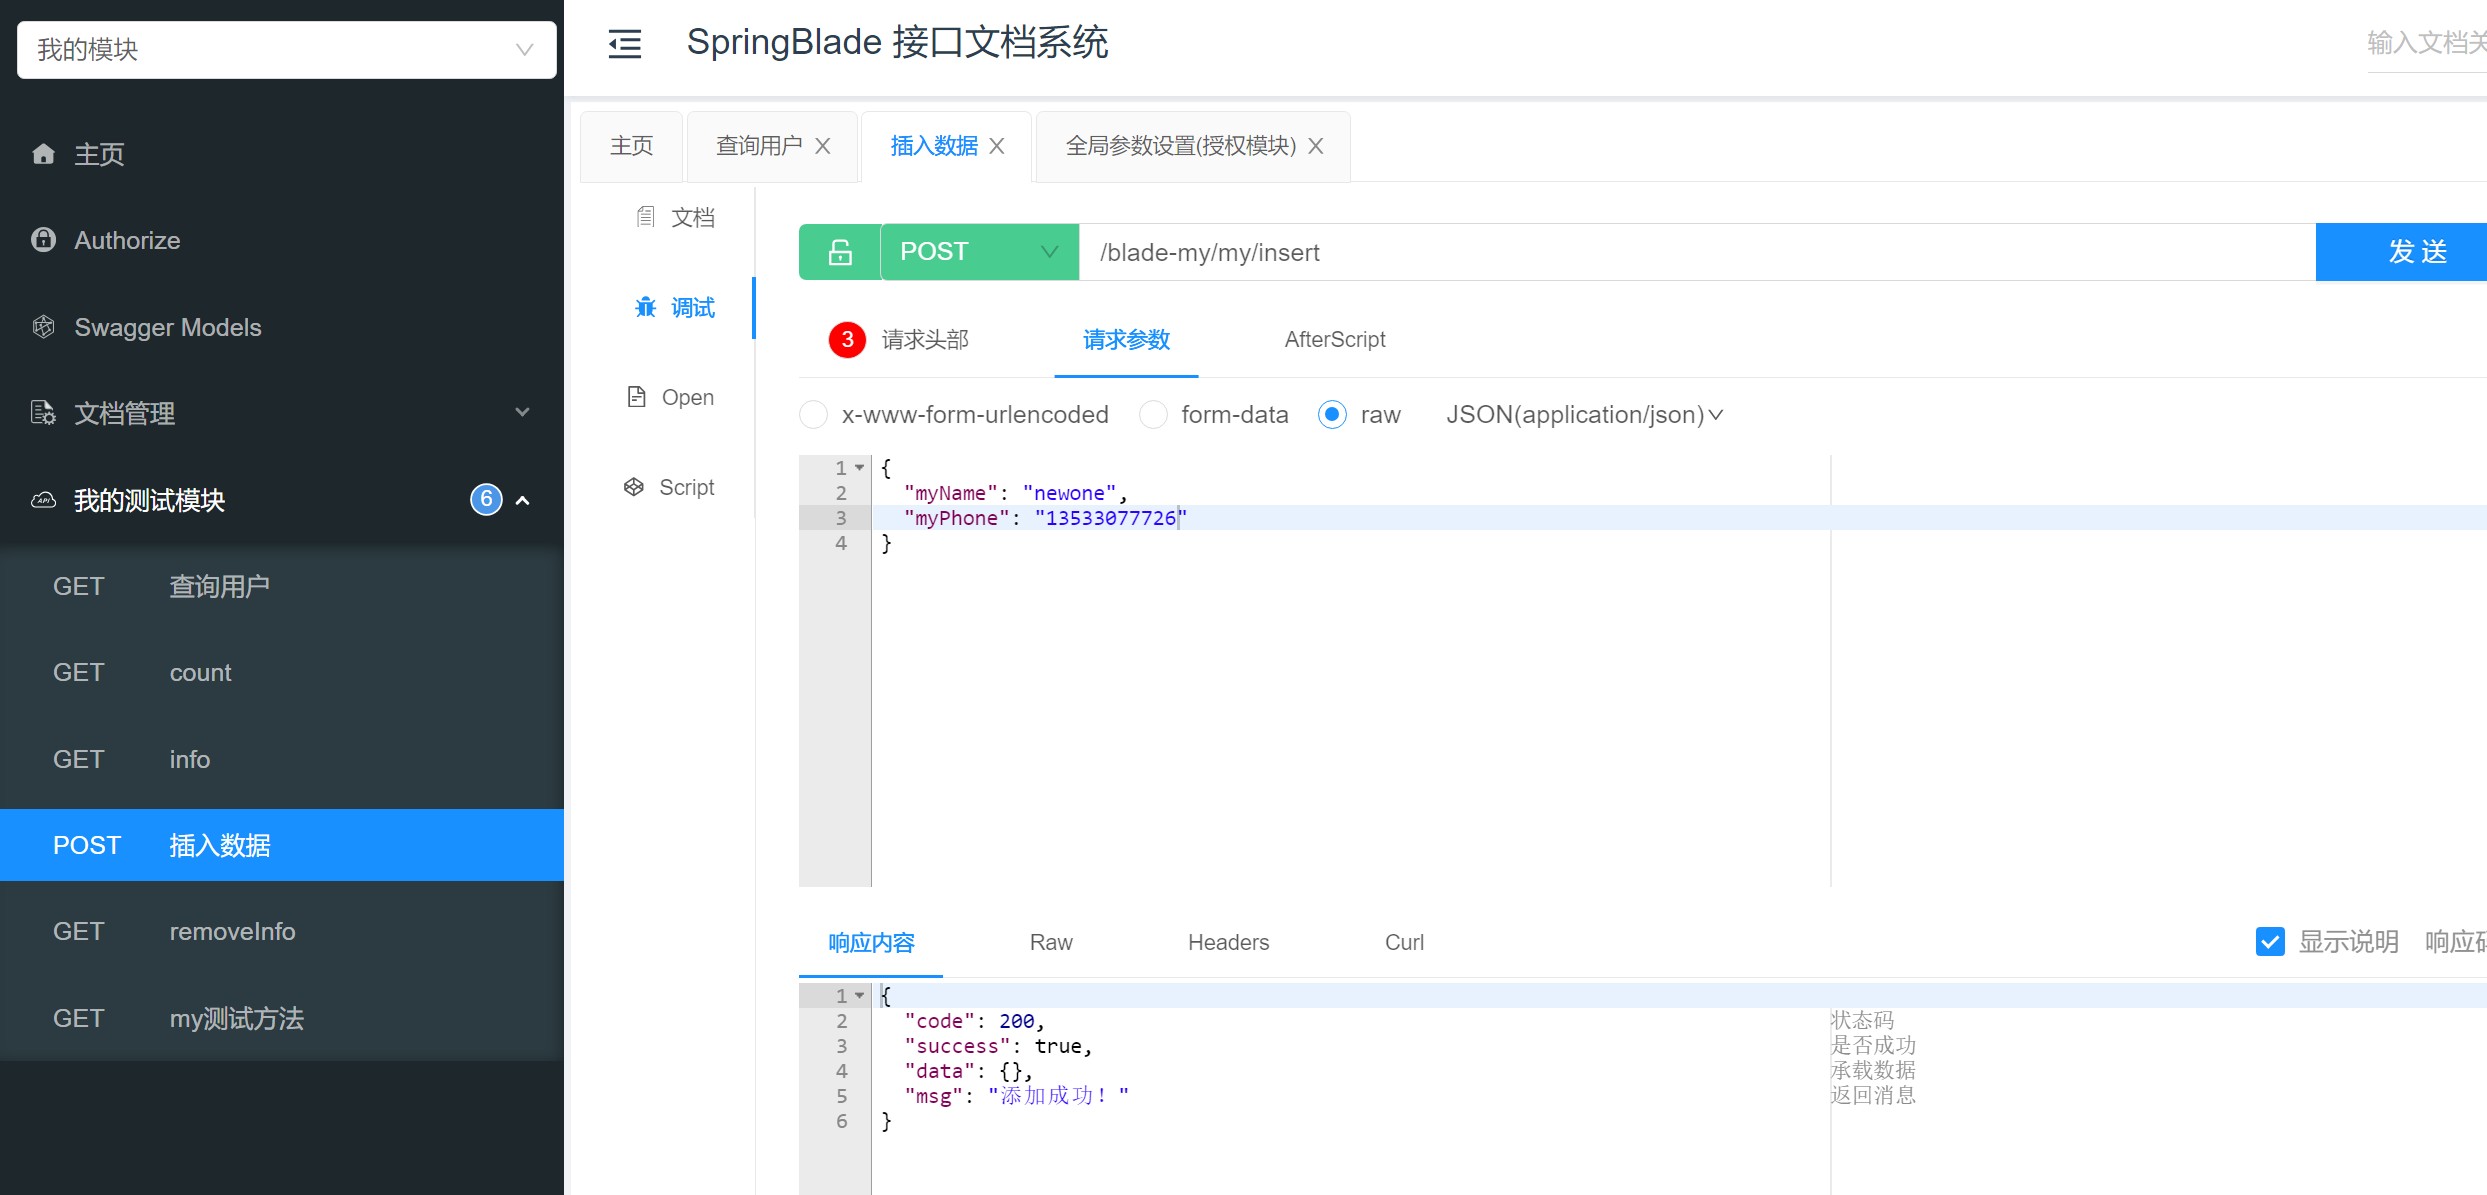 我的模块
主页
Authorize
Swagger Models
文档管理
我的测试模块 6
GET 查询用户
GET count
GET info
POST 插入数据
GET removeInfo
GET my测试方法
SpringBlade 接口文档系统
输入文档关
主页
查询用户
插入数据
全局参数设置(授权模块)
文档
调试
Open
Script
POST /blade-my/my/insert 发 送
3 请求头部 请求参数 AfterScript
x-www-form-urlencoded form-data raw JSON(application/json)
1 {
2 "myName": "newone",
3 "myPhone": "13533077726"
4 }
响应内容 Raw Headers Curl 显示说明 响应码
1 {
2 "code": 200, 状态码
3 "success": true, 是否成功
4 "data": {}, 承载数据
5 "msg": "添加成功！" 返回消息
6 }